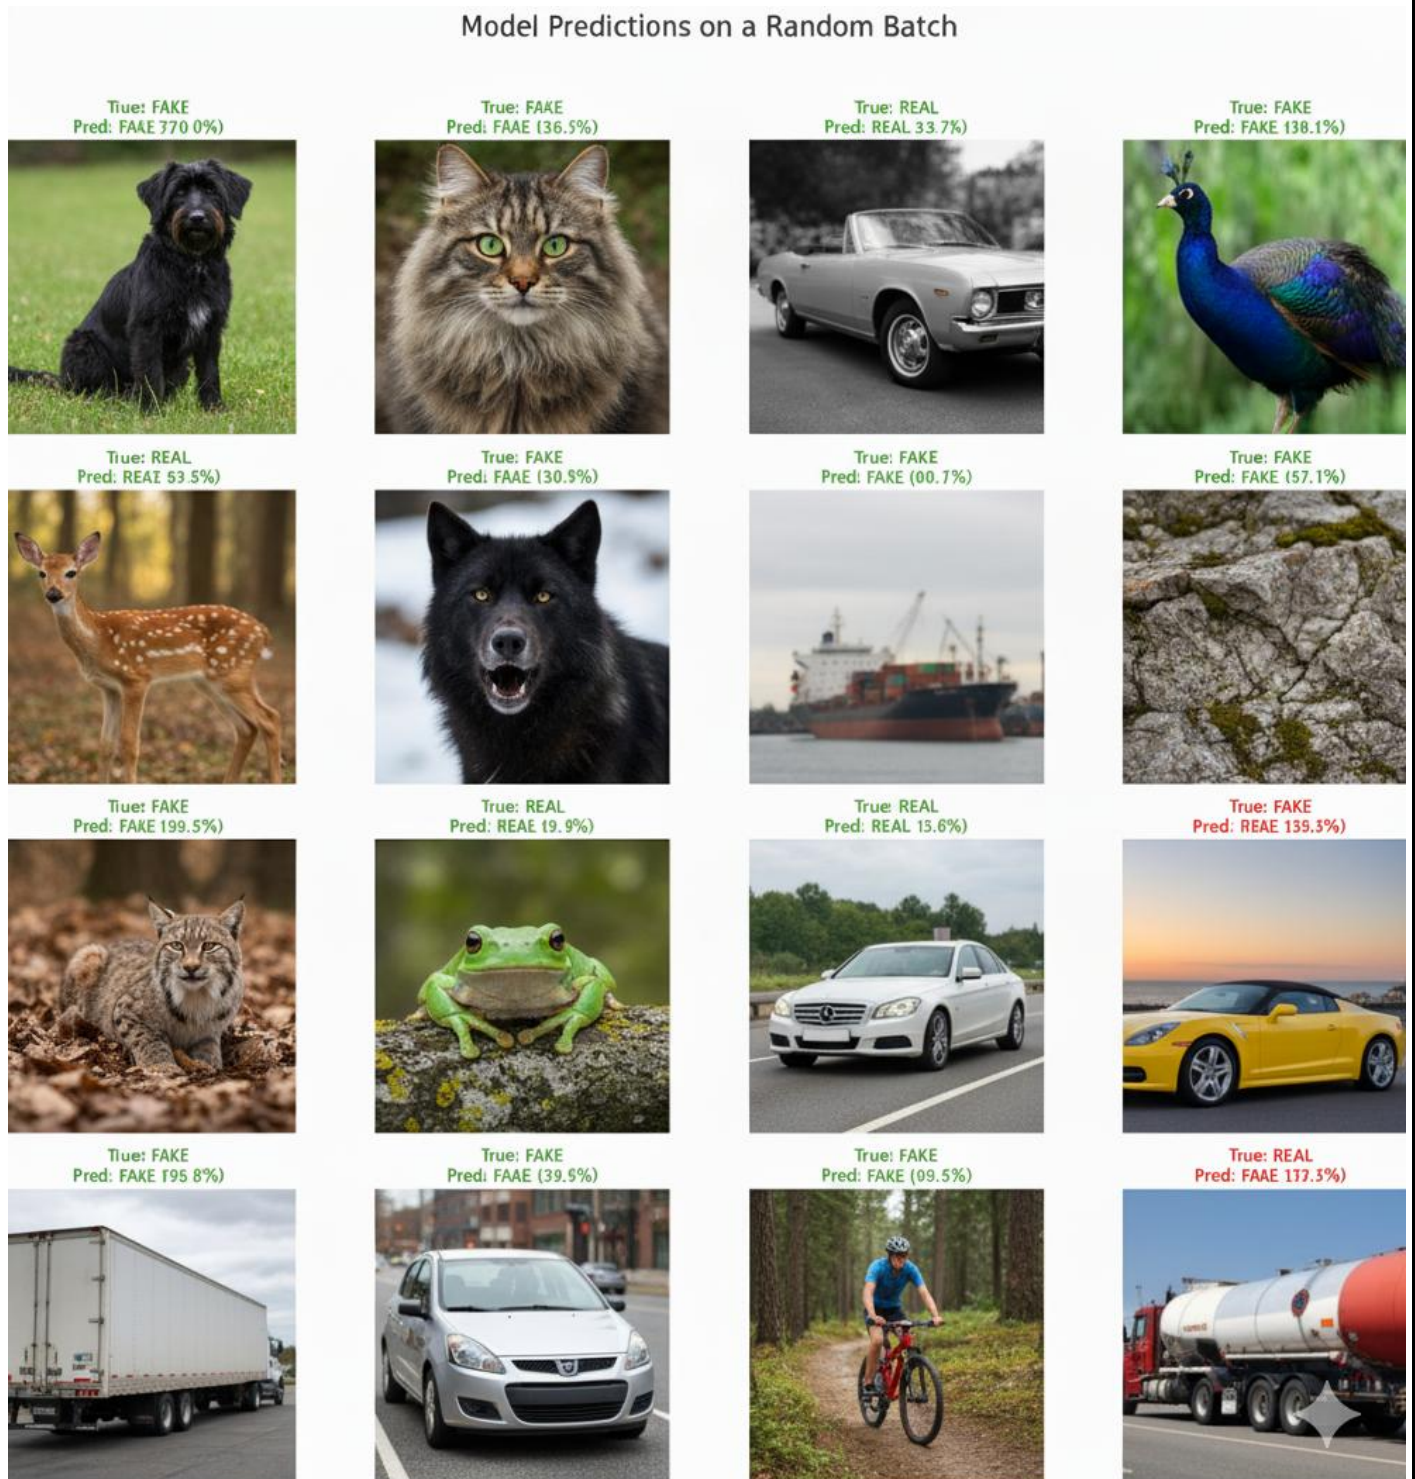 Model Predictions on a Random Batch
True: FAKE
Pred: FAKE 770 0%)
True: FAKE
Pred: FAAE (36.5%)
True: REAL
Pred: REAL 33.7%)
True: FAKE
Pred: FAKE 138.1%)
True: REAL
Pred: REAZ 53.5%)
True: FAKE
Pred: FAAE (30.9%)
True: FAKE
Pred: FAKE (00.7%)
True: FAKE
Pred: FAKE (57.1%)
True: FAKE
Pred: FAKE 199.5%)
True: REAL
Pred: REAE 19.9%)
True: REAL
Pred: REAL 13.6%)
True: FAKE
Pred: REAE 139.3%)
True: FAKE
Pred: FAKE 195 8%)
True: FAKE
Pred: FAAE (39.5%)
True: FAKE
Pred: FAKE (09.5%)
True: REAL
Pred: FAAE 177.3%)